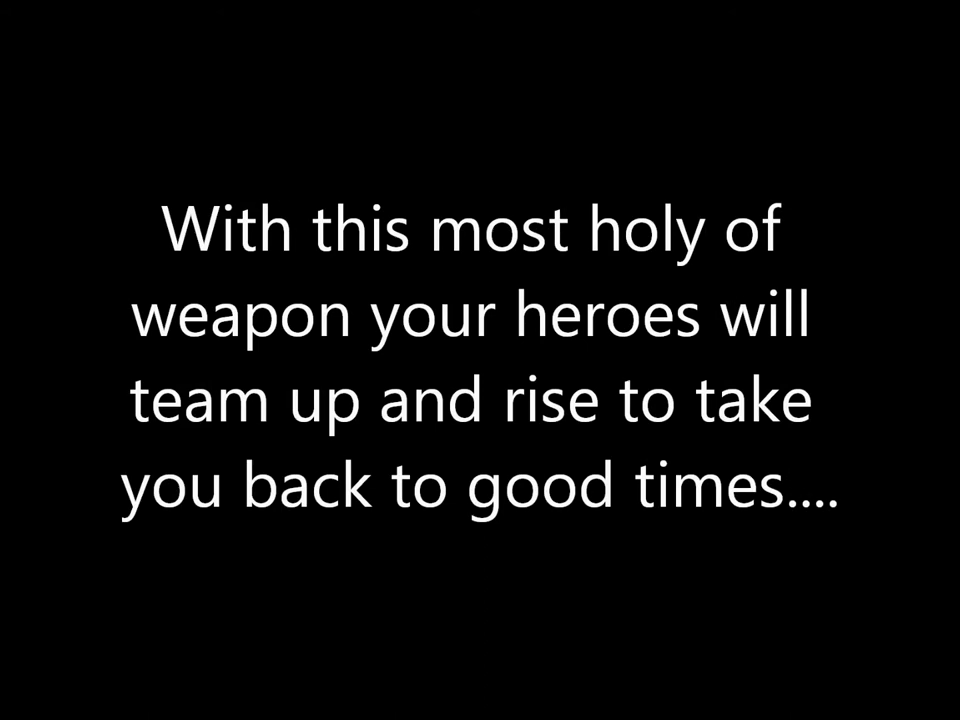 With this most holy of
weapon your heroes will
team up and rise to take
you back to good times....